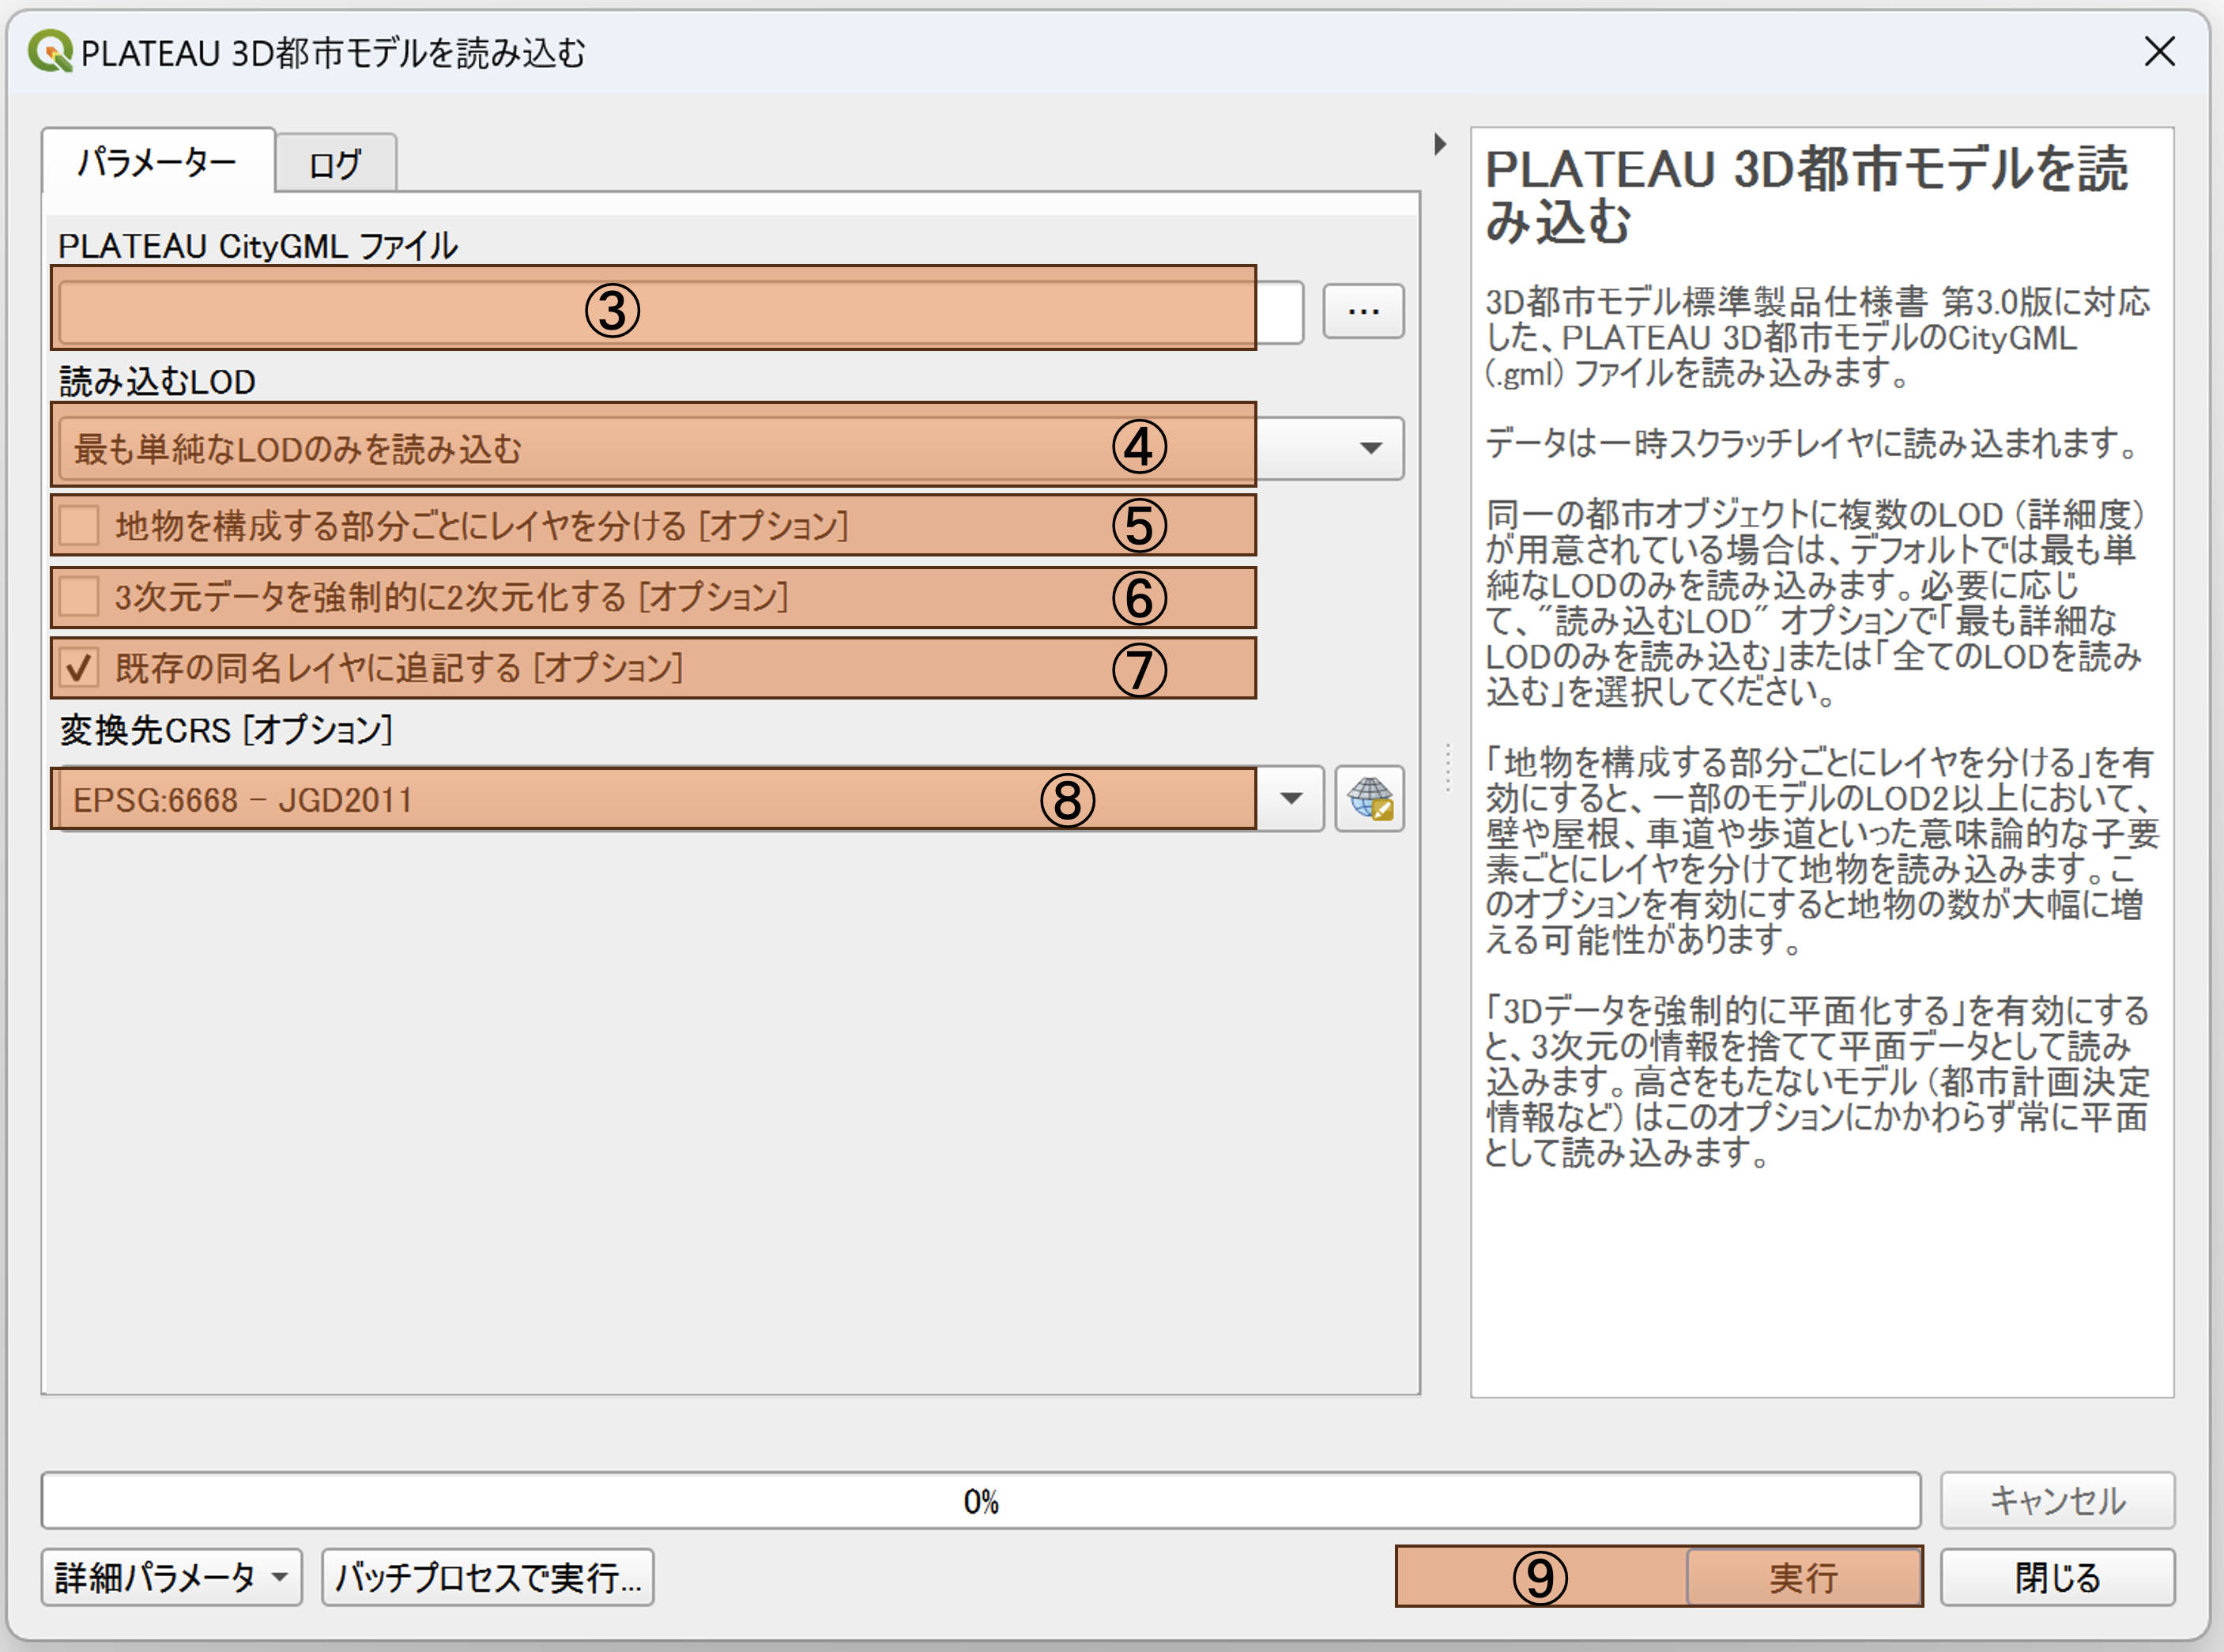 PLATEAU 3D都市モデルを読み込む
パラメーター
ログ
PLATEAU CityGML ファイル
③
...
読み込むLOD
最も単純なLODのみを読み込む
④
地物を構成する部分ごとにレイヤを分ける [オプション]
⑤
3次元データを強制的に2次元化する [オプション]
⑥
既存の同名レイヤに追記する [オプション]
⑦
変換先CRS [オプション]
EPSG:6668 - JGD2011
⑧
PLATEAU 3D都市モデルを読
み込む
3D都市モデル標準製品仕様書 第3.0版に対応
した、PLATEAU 3D都市モデルのCityGML
(.gml) ファイルを読み込みます。
データは一時スクラッチレイヤに読み込まれます。
同一の都市オブジェクトに複数のLOD (詳細度)
が用意されている場合は、デフォルトでは最も単
純なLODのみを読み込みます。必要に応じ
て、"読み込むLOD" オプションで「最も詳細な
LODのみを読み込む」または「全てのLODを読み
込む」を選択してください。
「地物を構成する部分ごとにレイヤを分ける」を有
効にすると、一部のモデルのLOD2以上において、
壁や屋根、車道や歩道といった意味論的な子要
素ごとにレイヤを分けて地物を読み込みます。こ
のオプションを有効にすると地物の数が大幅に増
える可能性があります。
「3Dデータを強制的に平面化する」を有効にする
と、3次元の情報を捨てて平面データとして読み
込みます。高さをもたないモデル (都市計画決定
情報など) はこのオプションにかかわらず常に平面
として読み込みます。
0%
キャンセル
詳細パラメータ
バッチプロセスで実行...
⑨
実行
閉じる